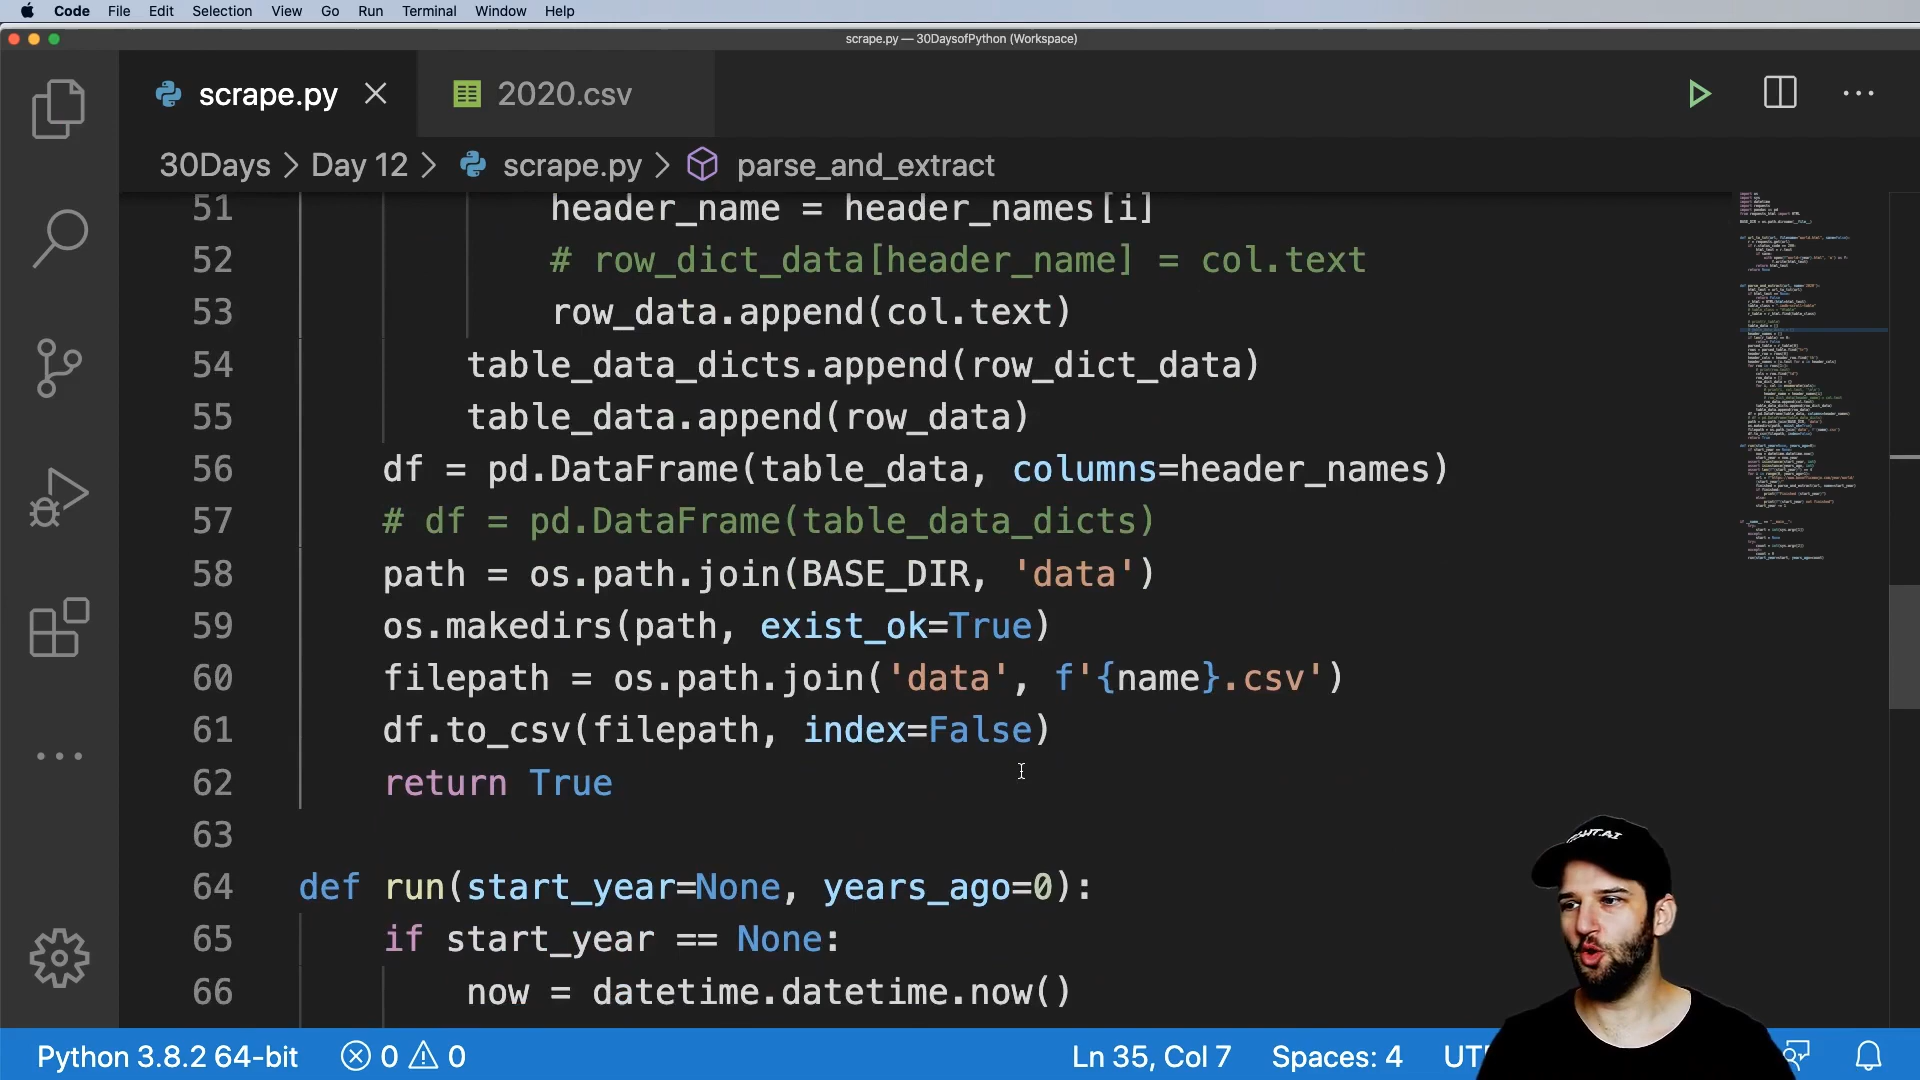 Code File Edit Selection View Go Run Terminal Window Help
scrape.py — 30DaysofPython (Workspace)
scrape.py 2020.csv
30Days > Day 12 > scrape.py > parse_and_extract
51 header_name = header_names[i]
52 # row_dict_data[header_name] = col.text
53 row_data.append(col.text)
54 table_data_dicts.append(row_dict_data)
55 table_data.append(row_data)
56 df = pd.DataFrame(table_data, columns=header_names)
57 # df = pd.DataFrame(table_data_dicts)
58 path = os.path.join(BASE_DIR, 'data')
59 os.makedirs(path, exist_ok=True)
60 filepath = os.path.join('data', f'{name}.csv')
61 df.to_csv(filepath, index=False)
62 return True
63
64 def run(start_year=None, years_ago=0):
65 if start_year == None:
66 now = datetime.datetime.now()
Python 3.8.2 64-bit 0 0 Ln 35, Col 7 Spaces: 4